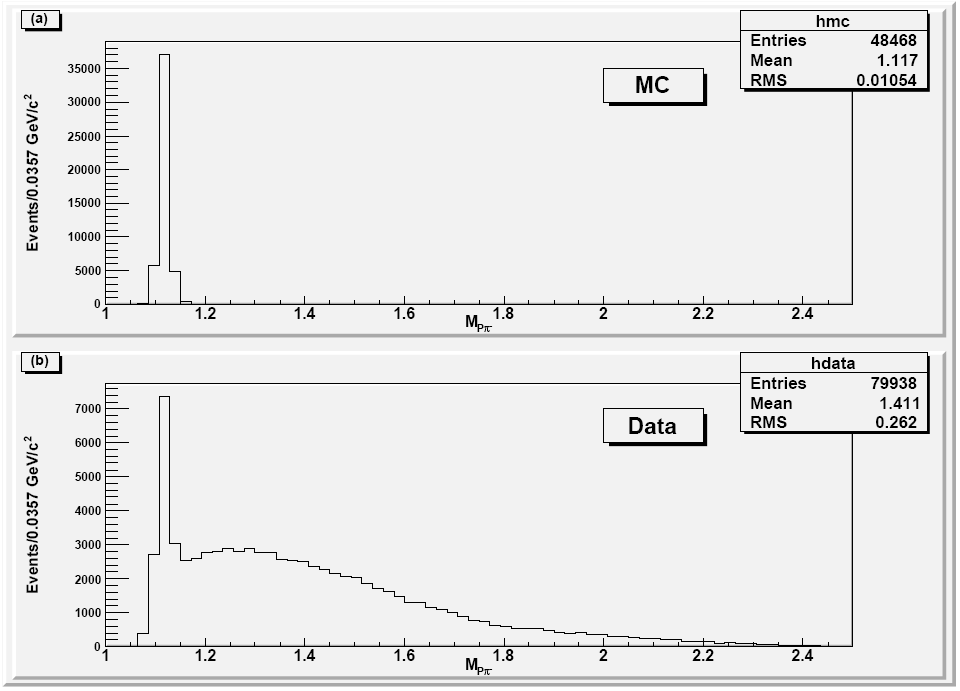 (a)
hmc
Entries 48468
Mean 1.117
RMS 0.01054
MC
Events/0.0357 GeV/c²
35000
30000
25000
20000
15000
10000
5000
0
1 1.2 1.4 1.6 1.8 2 2.2 2.4
M_Pπ⁻
(b)
hdata
Entries 79938
Mean 1.411
RMS 0.262
Data
Events/0.0357 GeV/c²
7000
6000
5000
4000
3000
2000
1000
0
1 1.2 1.4 1.6 1.8 2 2.2 2.4
M_Pπ⁻